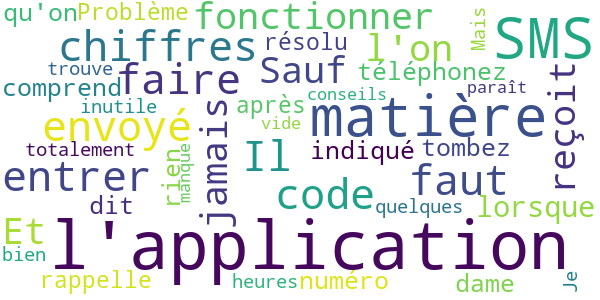 qu'on
Problème
fonctionner
Mais
SMS
chiffres
résolu
l'on
trouve
faire
Sauf
téléphonez
reçoit
comprend
inutile
après
conseils
paraît
envoyé
jamais
vide
matière
totalement
rien
manque
Il
indiqué
tombez
entrer
code
faut
dit
quelques
lorsque
Et
l'application
bien
rappelle
heures
numéro
dame
Je